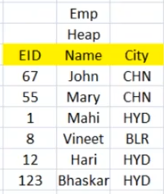 Emp
Heap
EID Name City
67 John CHN
55 Mary CHN
1 Mahi HYD
8 Vineet BLR
12 Hari HYD
123 Bhaskar HYD